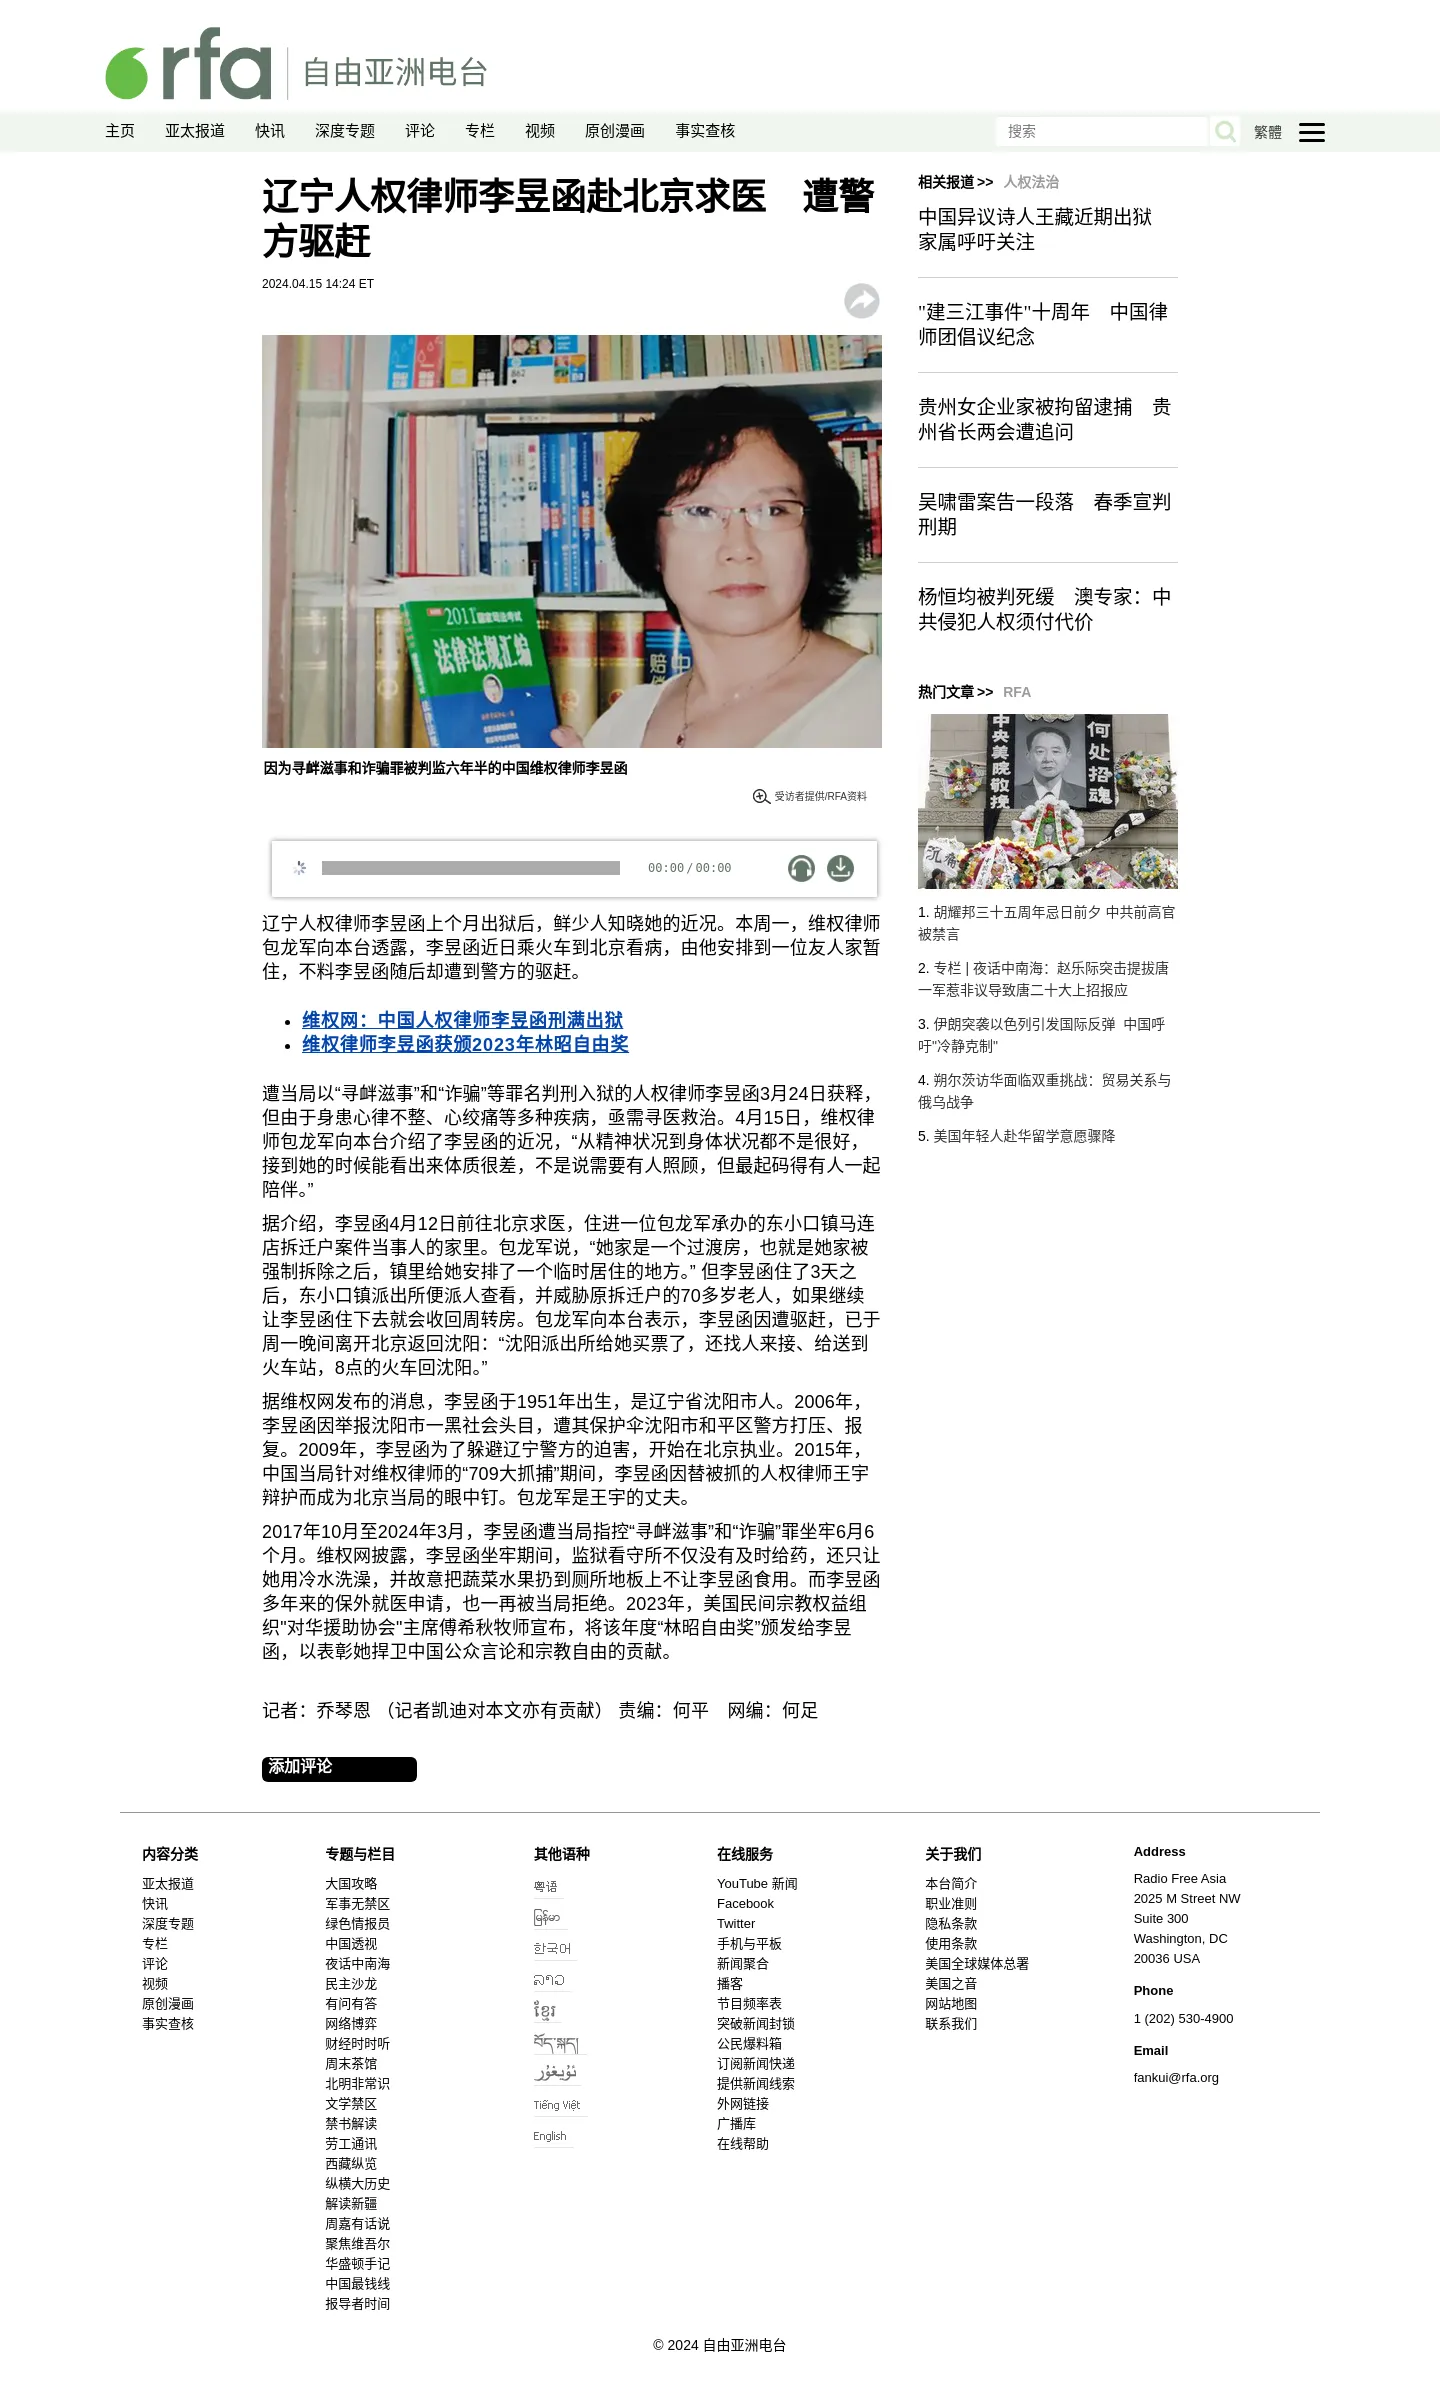 rfa 自由亚洲电台
主页 亚太报道 快讯 深度专题 评论 专栏 视频 原创漫画 事实查核 搜索 繁體
辽宁人权律师李昱函赴北京求医　遭警
方驱赶
2024.04.15 14:24 ET
2011
国家司法考试
法律法规汇编
因为寻衅滋事和诈骗罪被判监六年半的中国维权律师李昱函
受访者提供/RFA资料
00:00 / 00:00
辽宁人权律师李昱函上个月出狱后，鲜少人知晓她的近况。本周一，维权律师
包龙军向本台透露，李昱函近日乘火车到北京看病，由他安排到一位友人家暂
住，不料李昱函随后却遭到警方的驱赶。
维权网：中国人权律师李昱函刑满出狱
维权律师李昱函获颁2023年林昭自由奖
遭当局以“寻衅滋事”和“诈骗”等罪名判刑入狱的人权律师李昱函3月24日获释，
但由于身患心律不整、心绞痛等多种疾病，亟需寻医救治。4月15日，维权律
师包龙军向本台介绍了李昱函的近况，“从精神状况到身体状况都不是很好，
接到她的时候能看出来体质很差，不是说需要有人照顾，但最起码得有人一起
陪伴。”
据介绍，李昱函4月12日前往北京求医，住进一位包龙军承办的东小口镇马连
店拆迁户案件当事人的家里。包龙军说，“她家是一个过渡房，也就是她家被
强制拆除之后，镇里给她安排了一个临时居住的地方。” 但李昱函住了3天之
后，东小口镇派出所便派人查看，并威胁原拆迁户的70多岁老人，如果继续
让李昱函住下去就会收回周转房。包龙军向本台表示，李昱函因遭驱赶，已于
周一晚间离开北京返回沈阳：“沈阳派出所给她买票了，还找人来接、给送到
火车站，8点的火车回沈阳。”
据维权网发布的消息，李昱函于1951年出生，是辽宁省沈阳市人。2006年，
李昱函因举报沈阳市一黑社会头目，遭其保护伞沈阳市和平区警方打压、报
复。2009年，李昱函为了躲避辽宁警方的迫害，开始在北京执业。2015年，
中国当局针对维权律师的“709大抓捕”期间，李昱函因替被抓的人权律师王宇
辩护而成为北京当局的眼中钉。包龙军是王宇的丈夫。
2017年10月至2024年3月，李昱函遭当局指控“寻衅滋事”和“诈骗”罪坐牢6月6
个月。维权网披露，李昱函坐牢期间，监狱看守所不仅没有及时给药，还只让
她用冷水洗澡，并故意把蔬菜水果扔到厕所地板上不让李昱函食用。而李昱函
多年来的保外就医申请，也一再被当局拒绝。2023年，美国民间宗教权益组
织"对华援助协会"主席傅希秋牧师宣布，将该年度“林昭自由奖”颁发给李昱
函，以表彰她捍卫中国公众言论和宗教自由的贡献。
记者：乔琴恩 （记者凯迪对本文亦有贡献） 责编：何平　网编：何足
添加评论
相关报道 >> 人权法治
中国异议诗人王藏近期出狱
家属呼吁关注
"建三江事件"十周年　中国律
师团倡议纪念
贵州女企业家被拘留逮捕　贵
州省长两会遭追问
吴啸雷案告一段落　春季宣判
刑期
杨恒均被判死缓　澳专家：中
共侵犯人权须付代价
热门文章 >> RFA
中央美院敬挽
何处招魂
沉痛
1. 胡耀邦三十五周年忌日前夕 中共前高官
被禁言
2. 专栏 | 夜话中南海：赵乐际突击提拔唐
一军惹非议导致唐二十大上招报应
3. 伊朗突袭以色列引发国际反弹 中国呼
吁"冷静克制"
4. 朔尔茨访华面临双重挑战：贸易关系与
俄乌战争
5. 美国年轻人赴华留学意愿骤降
内容分类
亚太报道
快讯
深度专题
专栏
评论
视频
原创漫画
事实查核
专题与栏目
大国攻略
军事无禁区
绿色情报员
中国透视
夜话中南海
民主沙龙
有问有答
网络博弈
财经时时听
周末茶馆
北明非常识
文学禁区
禁书解读
劳工通讯
西藏纵览
纵横大历史
解读新疆
周嘉有话说
聚焦维吾尔
华盛顿手记
中国最钱线
报导者时间
其他语种
粤语
မြန်မာ
한국어
ລາວ
ខ្មែរ
བོད་སྐད།
ئۇيغۇر
Tiếng Việt
English
在线服务
YouTube 新闻
Facebook
Twitter
手机与平板
新闻聚合
播客
节目频率表
突破新闻封锁
公民爆料箱
订阅新闻快递
提供新闻线索
外网链接
广播库
在线帮助
关于我们
本台简介
职业准则
隐私条款
使用条款
美国全球媒体总署
美国之音
网站地图
联系我们
Address
Radio Free Asia
2025 M Street NW
Suite 300
Washington, DC
20036 USA
Phone
1 (202) 530-4900
Email
fankui@rfa.org
© 2024 自由亚洲电台